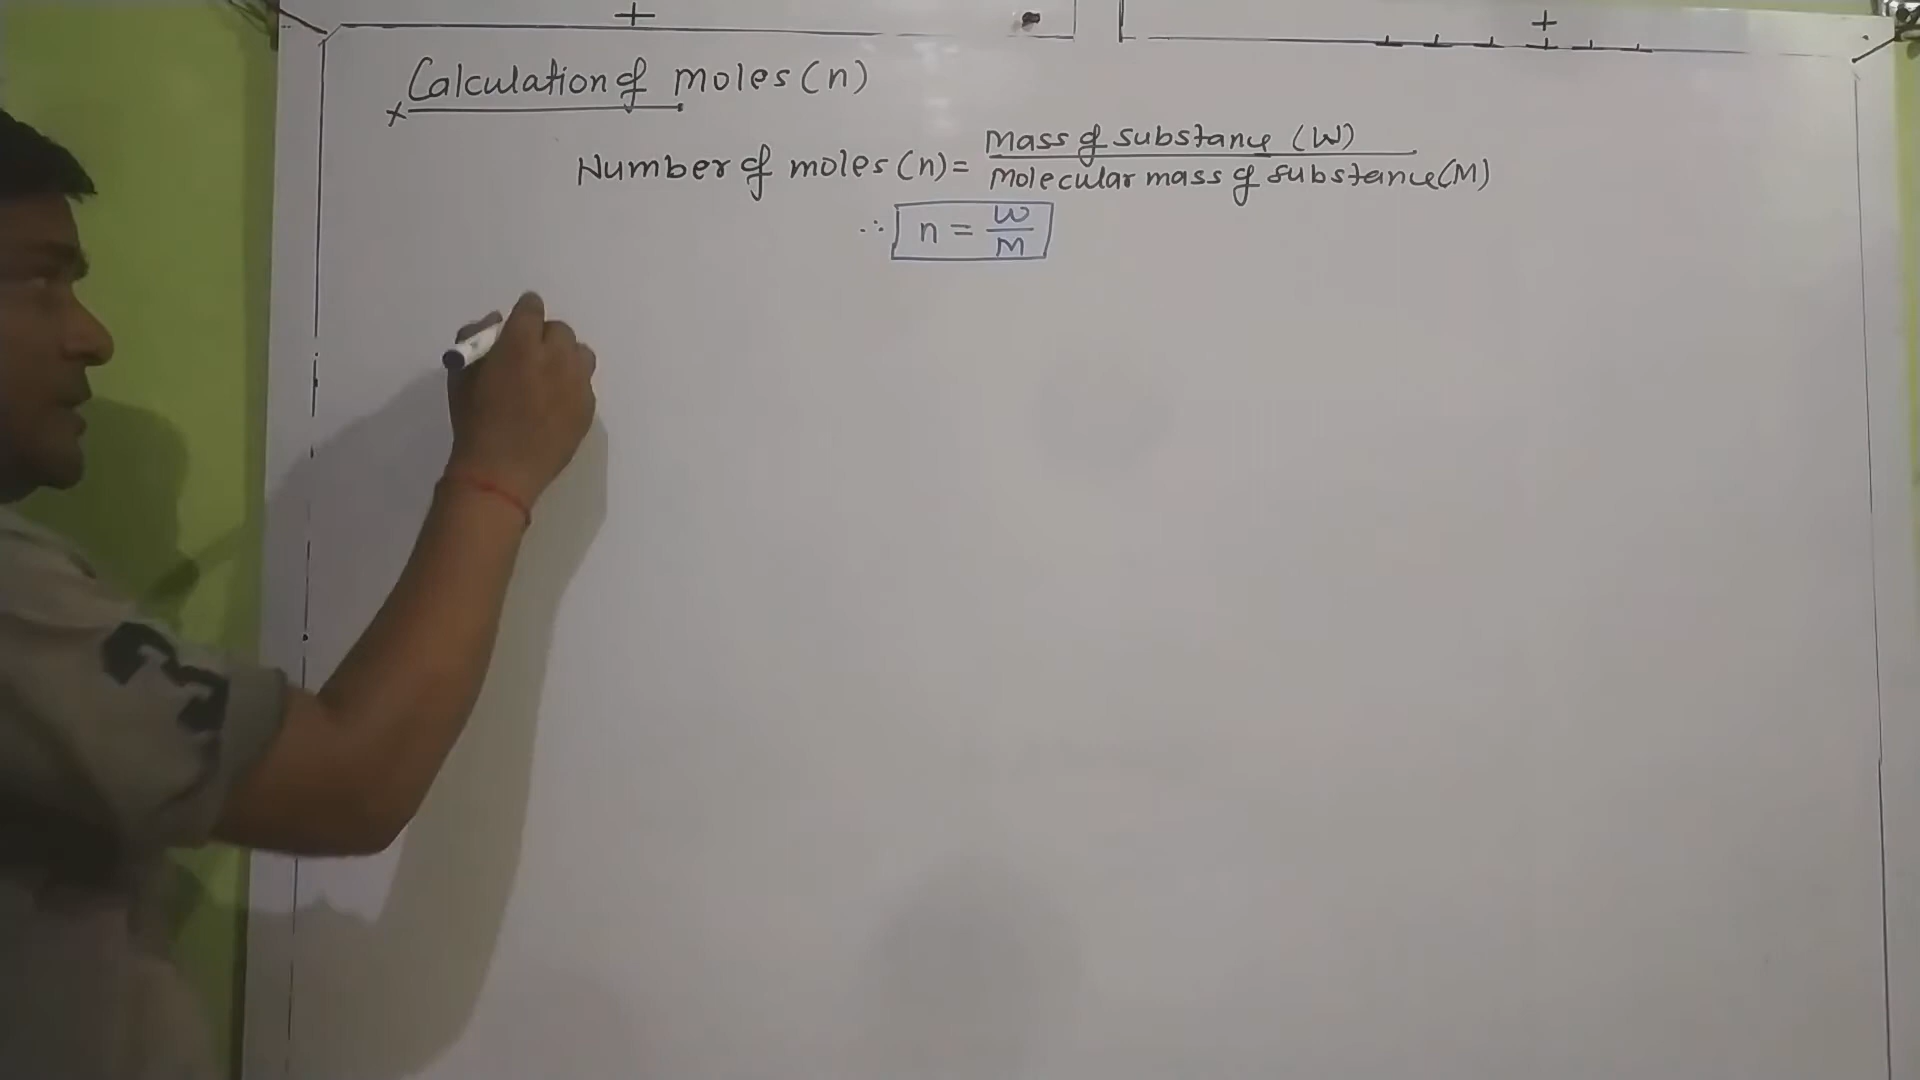 Calculation of moles (n)
Number of moles (n) = Mass of substance (W) / Molecular mass of substance (M)
∴ n = W / M